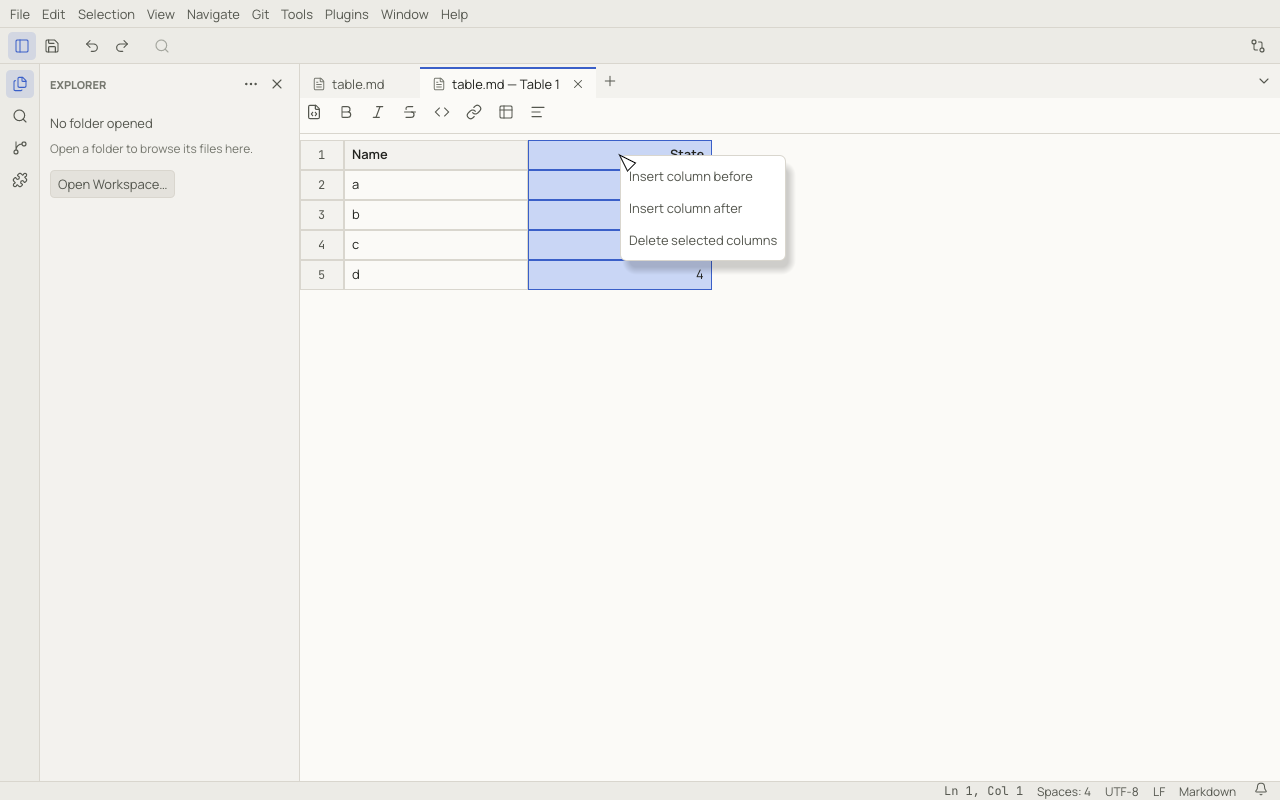 File Edit Selection View Navigate Git Tools Plugins Window Help
EXPLORER
No folder opened
Open a folder to browse its files here.
Open Workspace...
table.md
table.md — Table 1
1 Name State
2 a
3 b
4 c
5 d 4
Insert column before
Insert column after
Delete selected columns
Ln 1, Col 1 Spaces: 4 UTF-8 LF Markdown